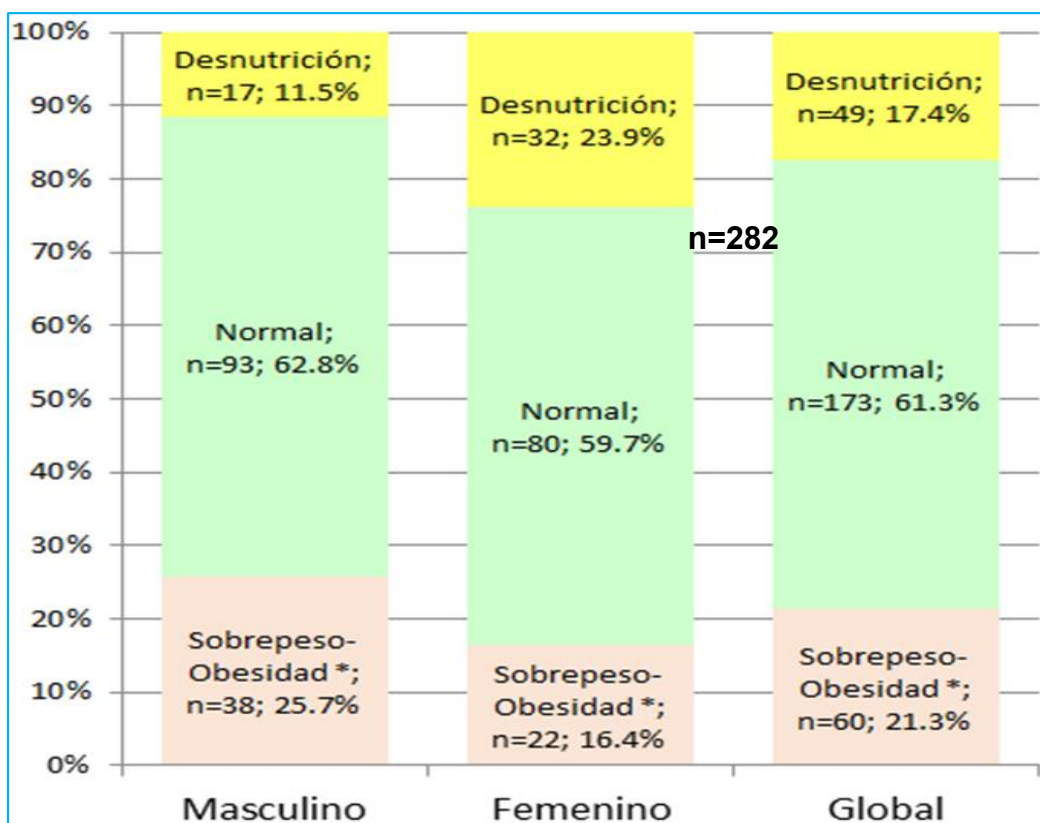 100%
90%
80%
70%
60%
50%
40%
30%
20%
10%
0%
Desnutrición;
n=17; 11.5%
Normal;
n=93; 62.8%
Sobrepeso-
Obesidad *;
n=38; 25.7%
Desnutrición;
n=32; 23.9%
Normal;
n=80; 59.7%
Sobrepeso-
Obesidad *;
n=22; 16.4%
n=282
Desnutrición;
n=49; 17.4%
Normal;
n=173; 61.3%
Sobrepeso-
Obesidad *;
n=60; 21.3%
Masculino
Femenino
Global